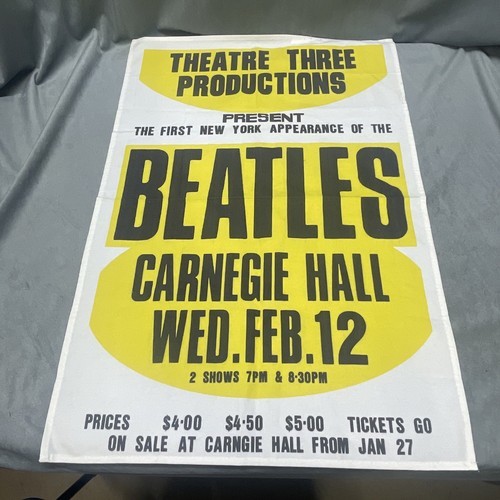 THEATRE THREE
PRODUCTIONS
PRESENT
THE FIRST NEW YORK APPEARANCE OF THE
BEATLES
CARNEGIE HALL
WED.FEB.12
2 SHOWS 7PM & 8·30PM
PRICES $4·00 $4·50 $5·00 TICKETS GO
ON SALE AT CARNGIE HALL FROM JAN 27